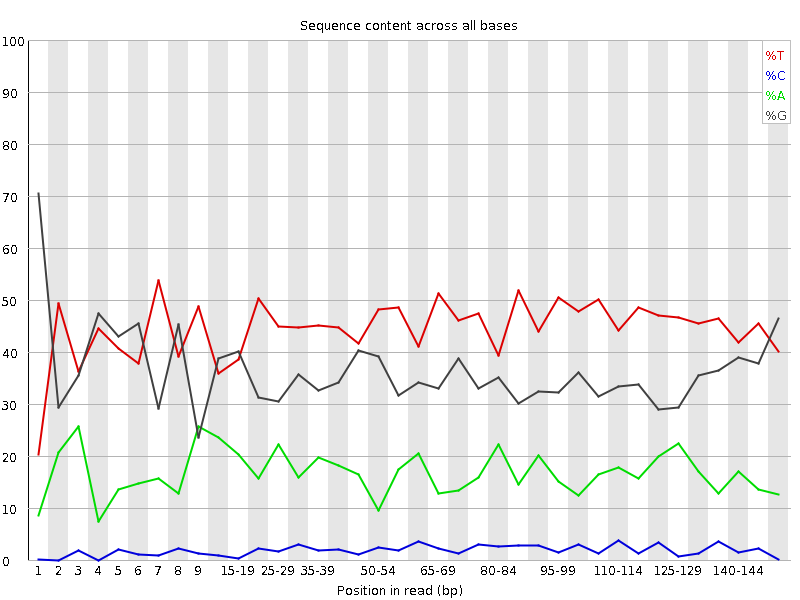 Sequence content across all bases
100
90
80
70
60
50
40
30
20
10
0
%T
%C
%A
%G
1 2 3 4 5 6 7 8 9 15-19 25-29 35-39 50-54 65-69 80-84 95-99 110-114 125-129 140-144
Position in read (bp)